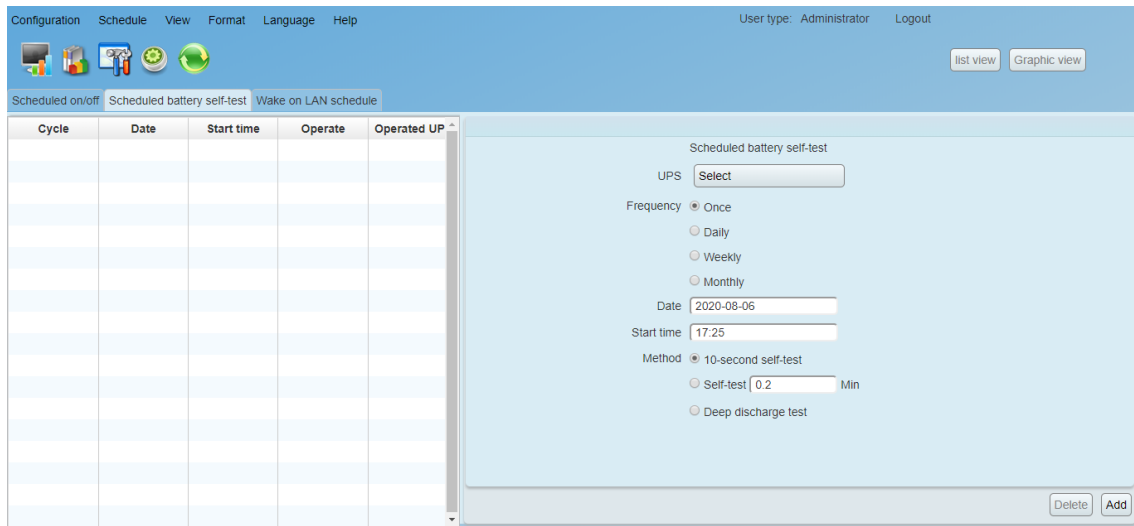 Configuration Schedule View Format Language Help User type: Administrator Logout
list view Graphic view
Scheduled on/off Scheduled battery self-test Wake on LAN schedule
Cycle Date Start time Operate Operated UP
Scheduled battery self-test
UPS Select
Frequency Once
Daily
Weekly
Monthly
Date 2020-08-06
Start time 17:25
Method 10-second self-test
Self-test 0.2 Min
Deep discharge test
Delete Add